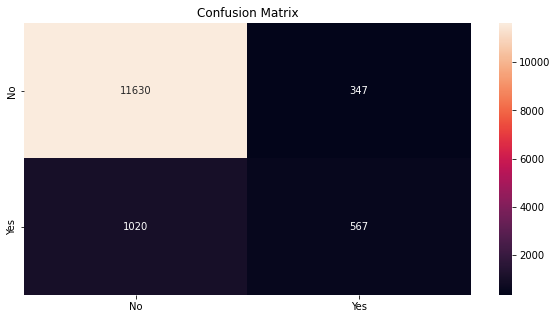 Confusion Matrix
No
11630
347
Yes
1020
567
No
Yes
10000
8000
6000
4000
2000